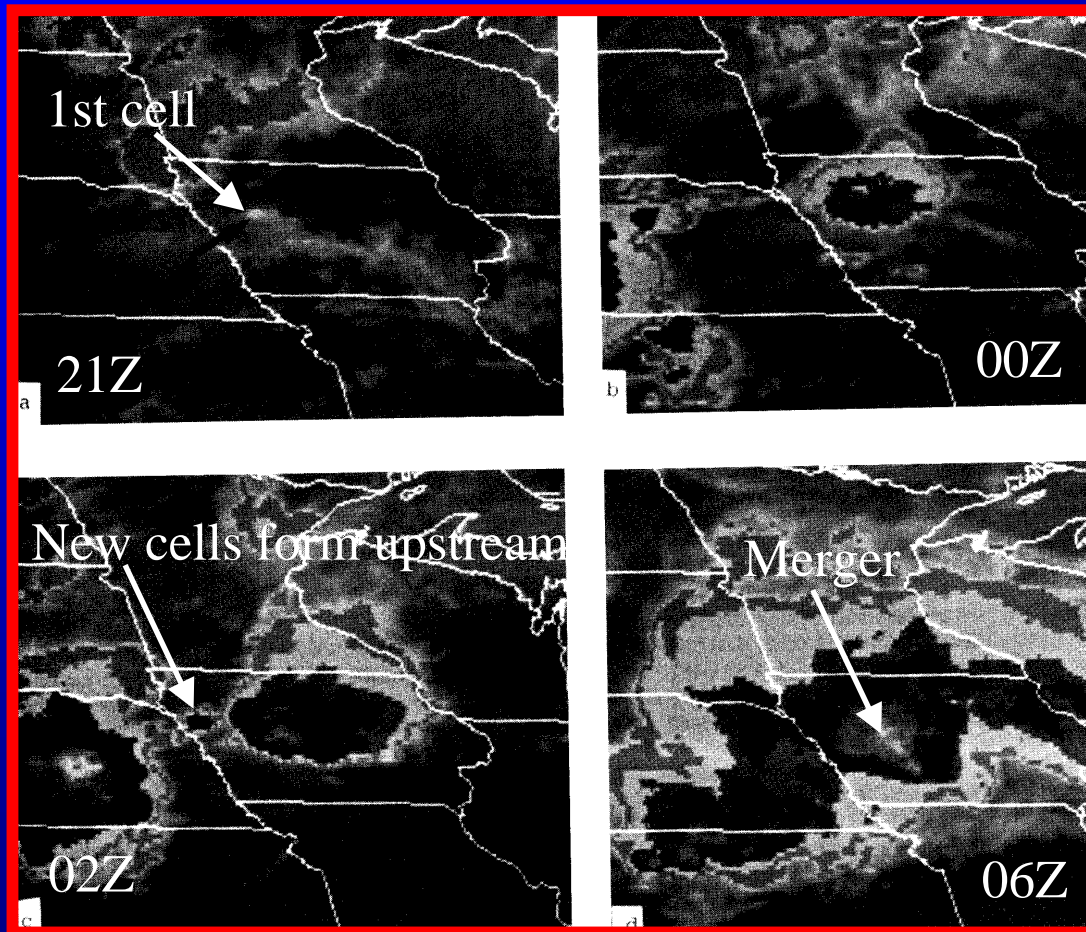 1st cell
21Z
a
00Z
b
New cells form upstream
02Z
c
Merger
06Z
d